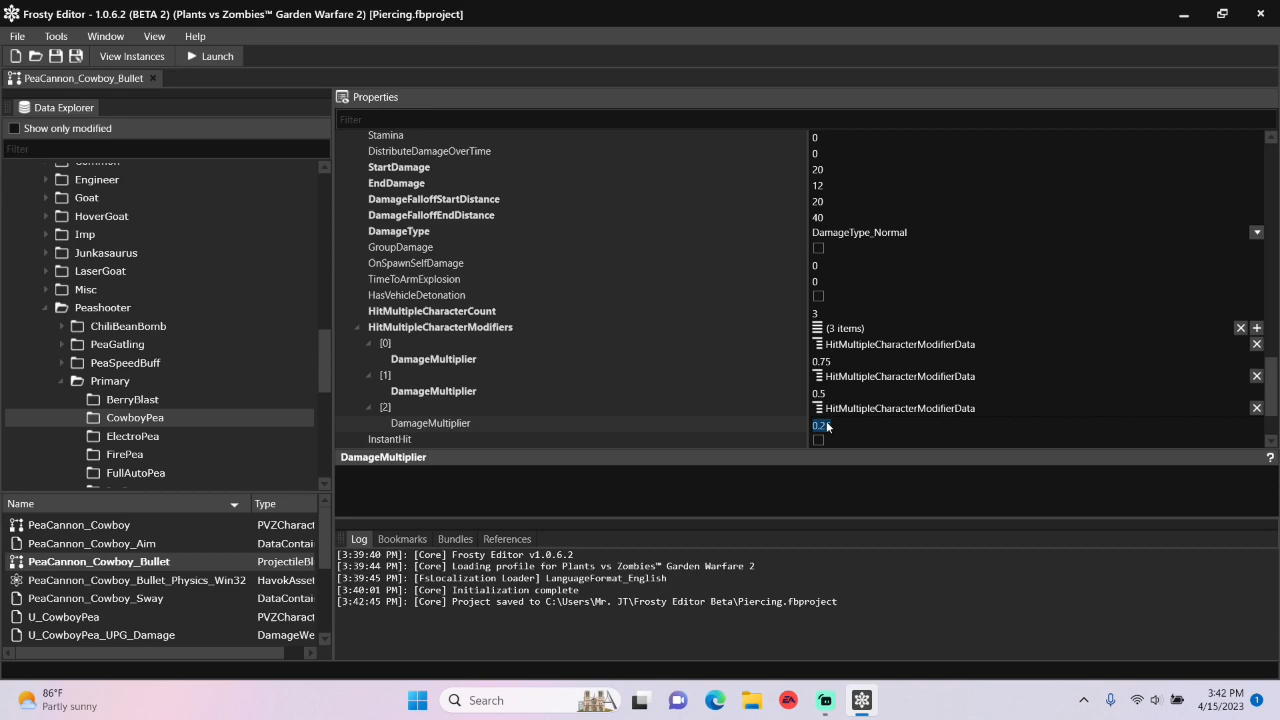 Frosty Editor - 1.0.6.2 (BETA 2) (Plants vs Zombies™ Garden Warfare 2) [Piercing.fbproject]
File Tools Window View Help
View Instances Launch
PeaCannon_Cowboy_Bullet
Data Explorer
Show only modified
Filter
Common
Engineer
Goat
HoverGoat
Imp
Junkasaurus
LaserGoat
Misc
Peashooter
ChiliBeanBomb
PeaGatling
PeaSpeedBuff
Primary
BerryBlast
CowboyPea
ElectroPea
FirePea
FullAutoPea
Name Type
PeaCannon_Cowboy PVZCharact
PeaCannon_Cowboy_Aim DataContai
PeaCannon_Cowboy_Bullet ProjectileBl
PeaCannon_Cowboy_Bullet_Physics_Win32 HavokAsset
PeaCannon_Cowboy_Sway DataContai
U_CowboyPea PVZCharact
U_CowboyPea_UPG_Damage DamageWe
Properties
Filter
Stamina 0
DistributeDamageOverTime 0
StartDamage 20
EndDamage 12
DamageFalloffStartDistance 20
DamageFalloffEndDistance 40
DamageType DamageType_Normal
GroupDamage
OnSpawnSelfDamage 0
TimeToArmExplosion 0
HasVehicleDetonation
HitMultipleCharacterCount 3
HitMultipleCharacterModifiers (3 items)
[0] HitMultipleCharacterModifierData
DamageMultiplier 0.75
[1] HitMultipleCharacterModifierData
DamageMultiplier 0.5
[2] HitMultipleCharacterModifierData
DamageMultiplier
InstantHit
DamageMultiplier ?
Log Bookmarks Bundles References
[3:39:40 PM]: [Core] Frosty Editor v1.0.6.2
[3:39:44 PM]: [Core] Loading profile for Plants vs Zombies™ Garden Warfare 2
[3:39:45 PM]: [FsLocalization Loader] LanguageFormat_English
[3:40:01 PM]: [Core] Initialization complete
[3:42:45 PM]: [Core] Project saved to C:\Users\Mr. JT\Frosty Editor Beta\Piercing.fbproject
86°F
Partly sunny
Search
EA
3:42 PM
4/15/2023
1